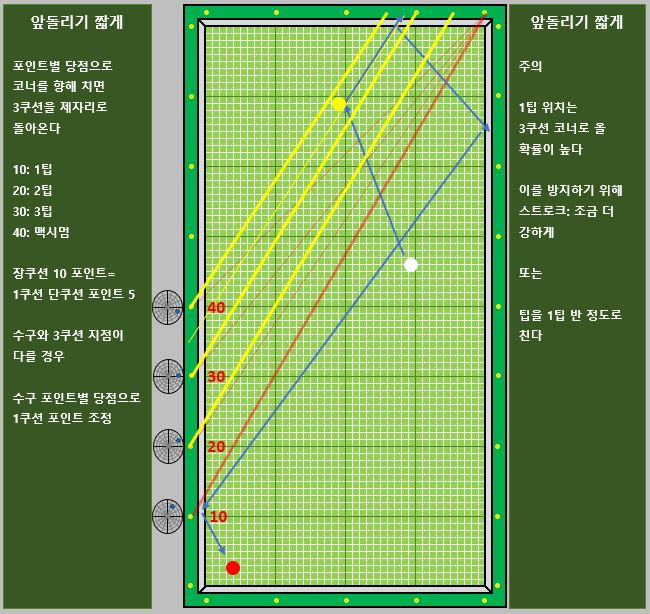 앞돌리기 짧게
포인트별 당점으로
코너를 향해 치면
3쿠션을 제자리로
돌아온다
10: 1팁
20: 2팁
30: 3팁
40: 맥시멈
장쿠션 10 포인트=
1쿠션 단쿠션 포인트 5
수구와 3쿠션 지점이
다를 경우
수구 포인트별 당점으로
1쿠션 포인트 조정
40
30
20
10
앞돌리기 짧게
주의
1팁 위치는
3쿠션 코너로 올
확률이 높다
이를 방지하기 위해
스트로크: 조금 더
강하게
또는
팁을 1팁 반 정도로
친다